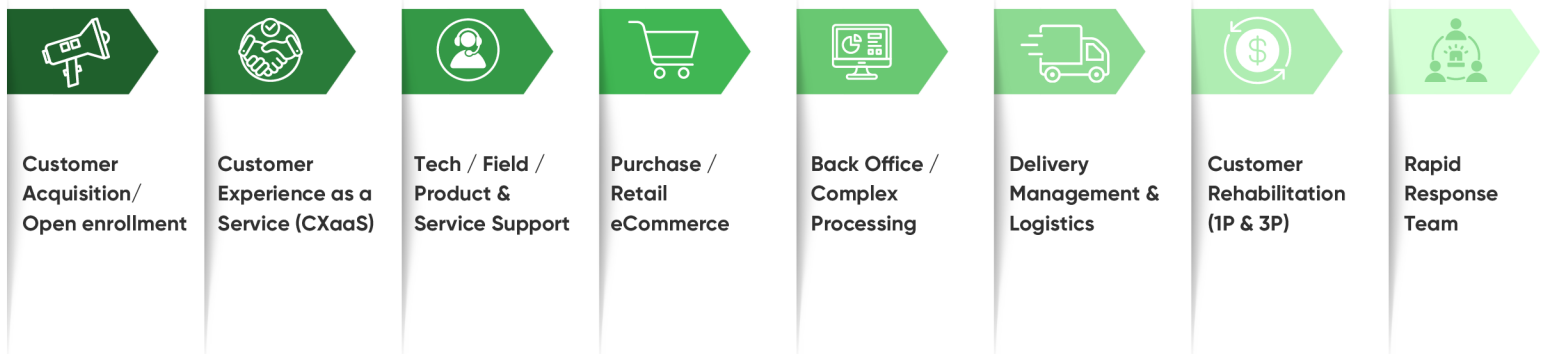 Customer
Acquisition/
Open enrollment
Customer
Experience as a
Service (CXaaS)
Tech / Field /
Product &
Service Support
Purchase /
Retail
eCommerce
Back Office /
Complex
Processing
Delivery
Management &
Logistics
Customer
Rehabilitation
(1P & 3P)
Rapid
Response
Team